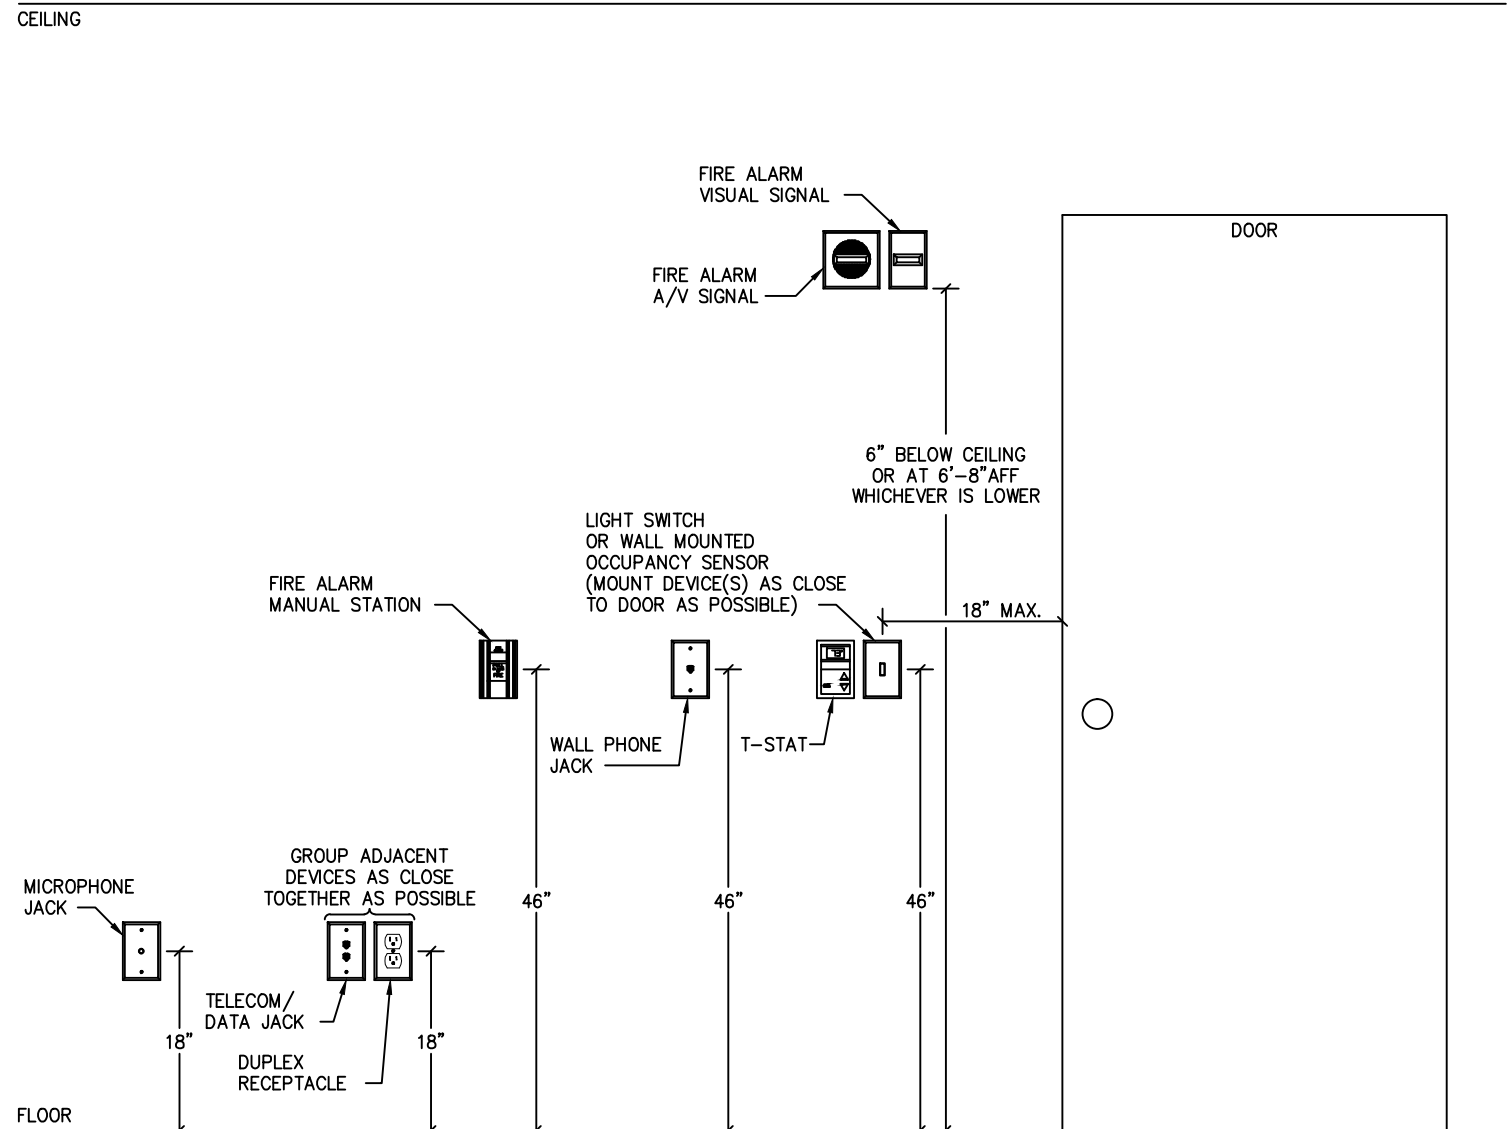 CEILING
FIRE ALARM
VISUAL SIGNAL
DOOR
FIRE ALARM
A/V SIGNAL
6" BELOW CEILING
OR AT 6'-8"AFF
WHICHEVER IS LOWER
LIGHT SWITCH
OR WALL MOUNTED
OCCUPANCY SENSOR
(MOUNT DEVICE(S) AS CLOSE
TO DOOR AS POSSIBLE)
FIRE ALARM
MANUAL STATION
18" MAX.
WALL PHONE
JACK
T-STAT
GROUP ADJACENT
DEVICES AS CLOSE
TOGETHER AS POSSIBLE
MICROPHONE
JACK
46"
46"
46"
TELECOM/
DATA JACK
18"
18"
DUPLEX
RECEPTACLE
FLOOR